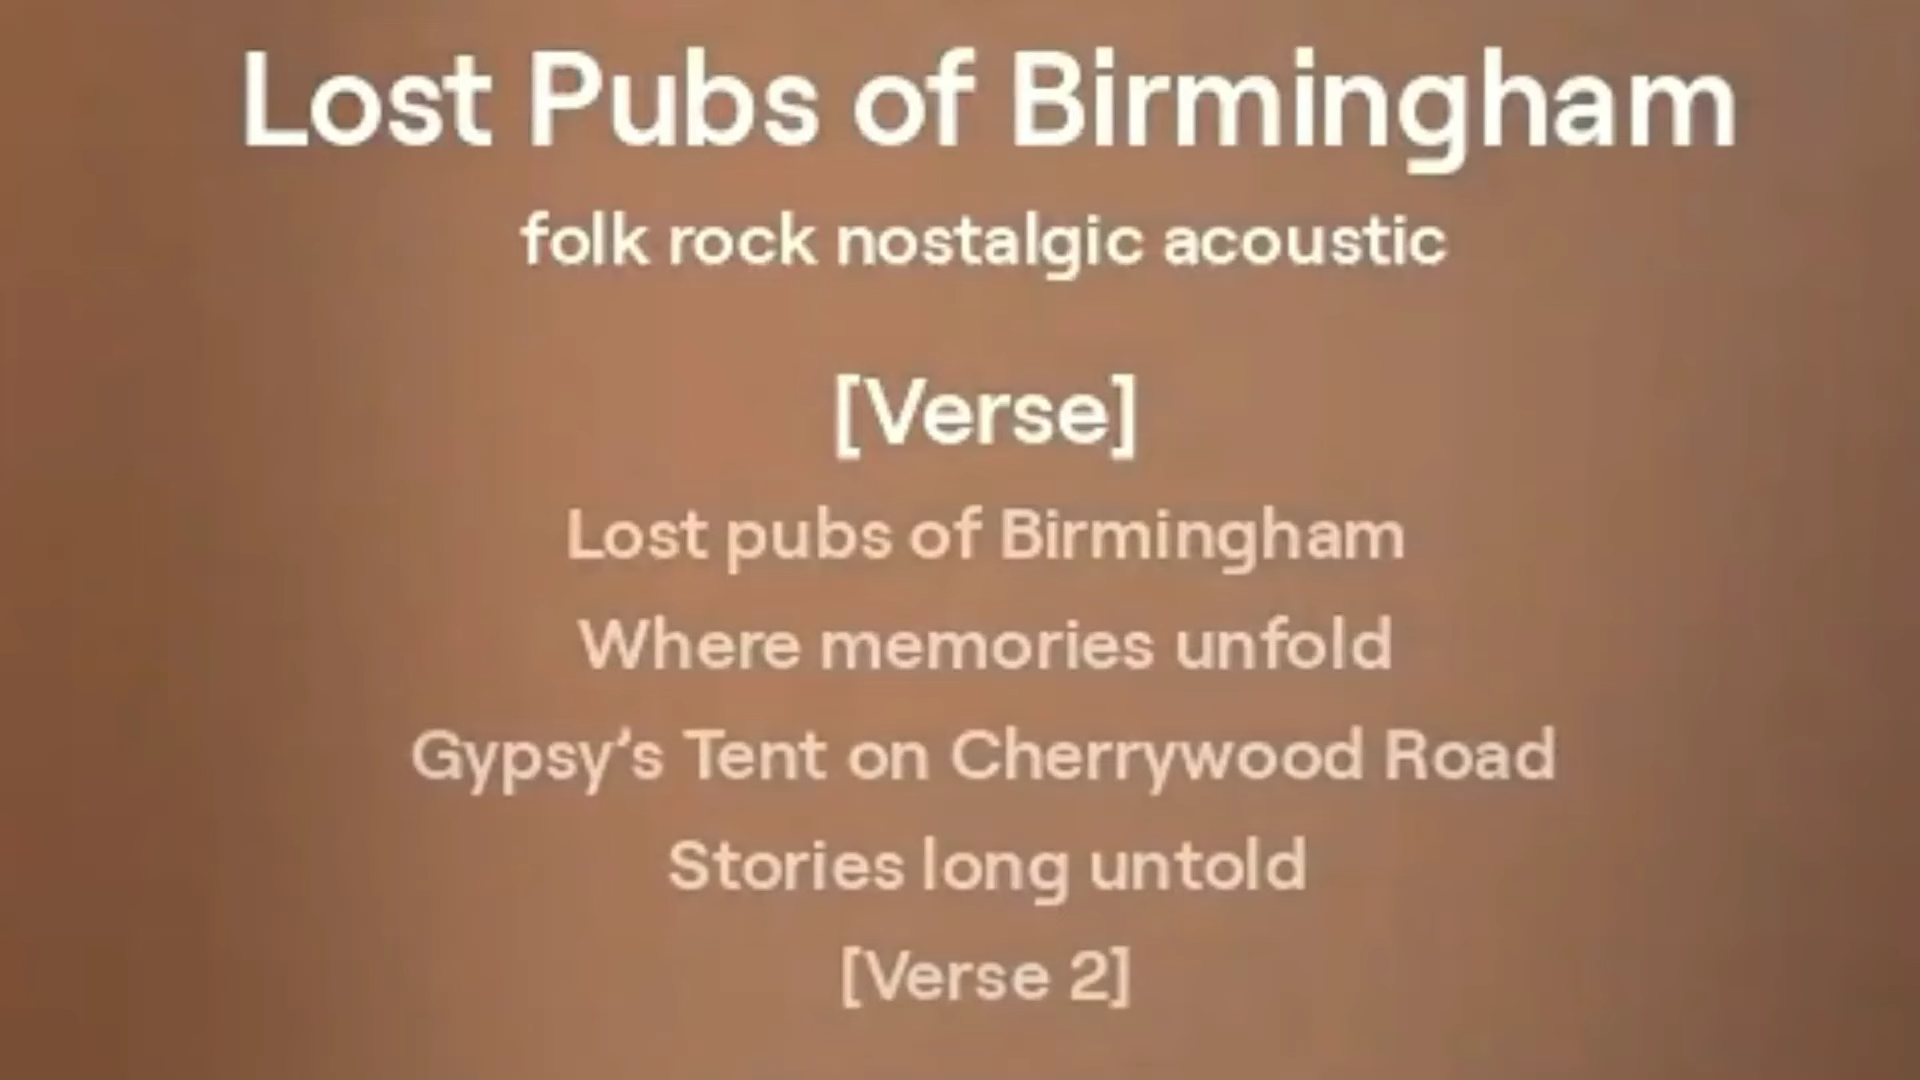 Lost Pubs of Birmingham
folk rock nostalgic acoustic
[Verse]
Lost pubs of Birmingham
Where memories unfold
Gypsy’s Tent on Cherrywood Road
Stories long untold
[Verse 2]